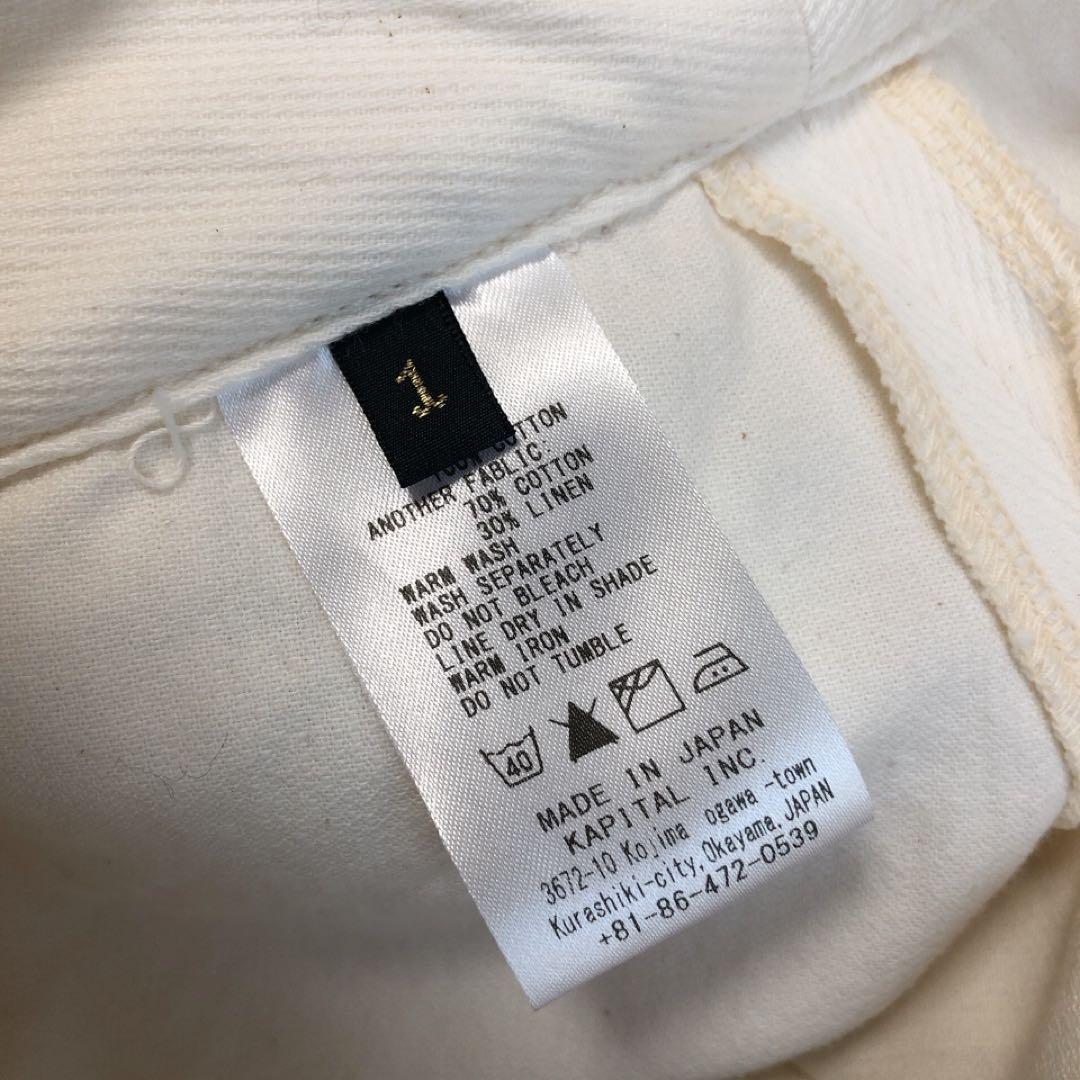 1
100% COTTON
ANOTHER FABLIC
70% COTTON
30% LINEN
WARM WASH
WASH SEPARATELY
DO NOT BLEACH
LINE DRY IN SHADE
WARM IRON
DO NOT TUMBLE
40
MADE IN JAPAN
KAPITAL INC.
3672-10 Kojima ogawa -town
Kurashiki-city, Okayama, JAPAN
+81-86-472-0539